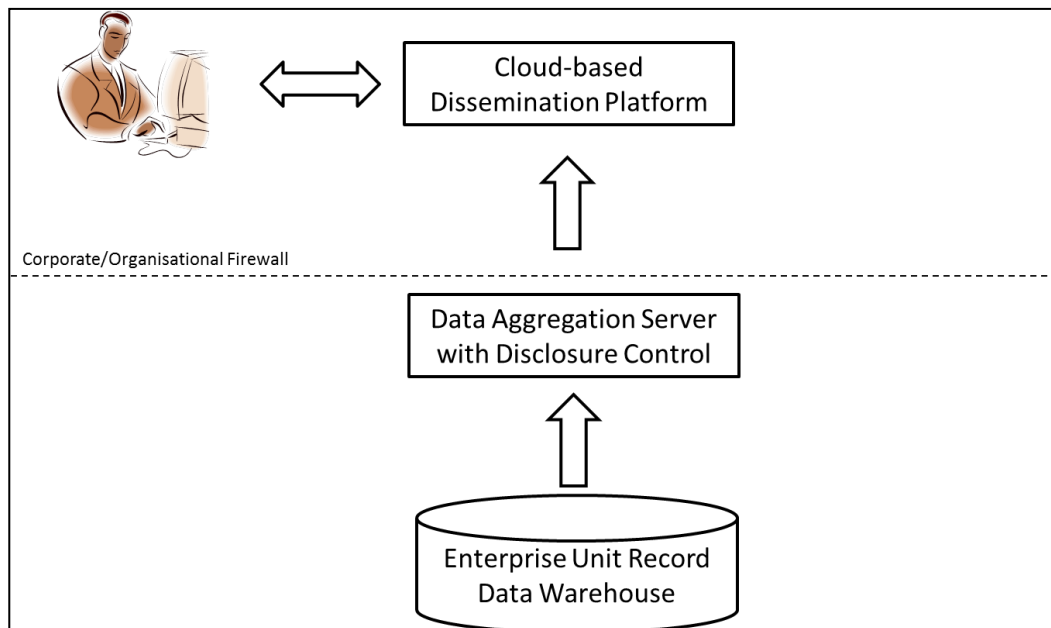 Cloud-based
Dissemination Platform
Corporate/Organisational Firewall
Data Aggregation Server
with Disclosure Control
Enterprise Unit Record
Data Warehouse